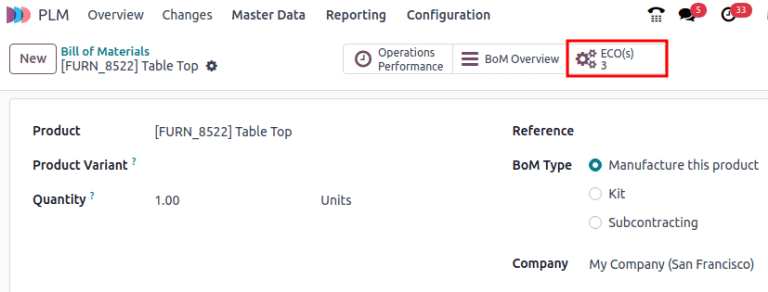 PLM Overview Changes Master Data Reporting Configuration 5 33
New Bill of Materials
[FURN_8522] Table Top
Operations
Performance
BoM Overview
ECO(s)
3
Product [FURN_8522] Table Top
Product Variant ?
Quantity ? 1.00 Units
Reference
BoM Type Manufacture this product
Kit
Subcontracting
Company My Company (San Francisco)